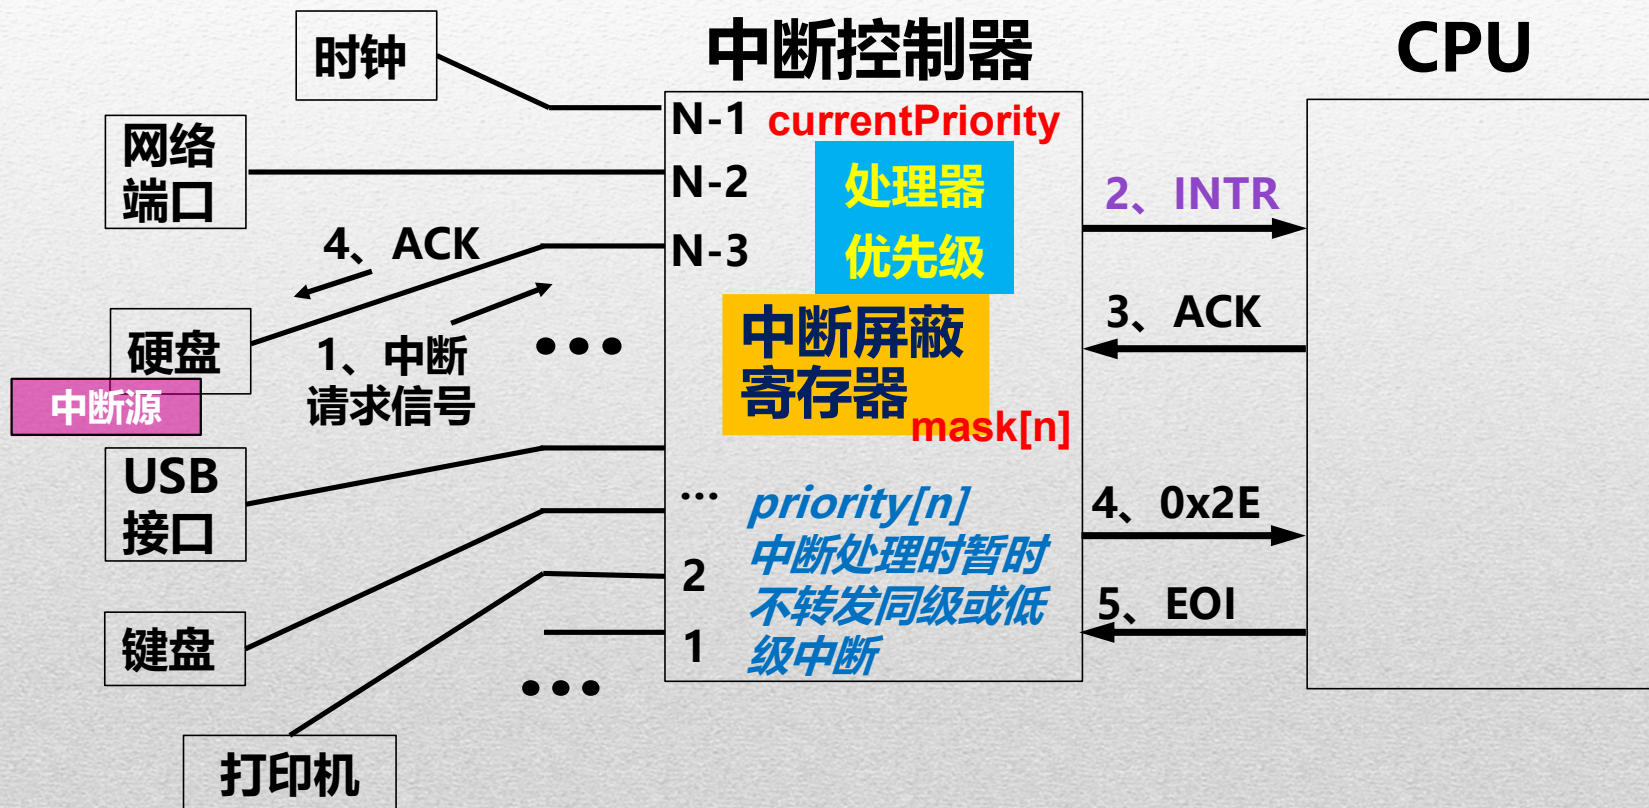 中断控制器
CPU
时钟
网络
端口
硬盘
中断源
USB
接口
键盘
打印机
4、ACK
1、中断
请求信号
•••
•••
N-1 currentPriority
N-2
N-3
处理器
优先级
中断屏蔽
寄存器
mask[n]
...
2
1
priority[n]
中断处理时暂时
不转发同级或低
级中断
2、INTR
3、ACK
4、0x2E
5、EOI